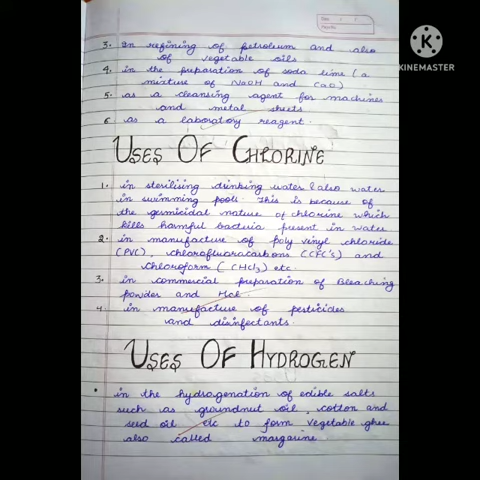 KINEMASTER
3. In refining of petroleum and also
of vegetable oils
4. in the preparation of soda lime (a
mixture of NaOH and CaO)
5. as a cleansing agent for machines
and metal sheets
6. as a laboratory reagent.
USES OF CHLORINE
1. in sterilising drinking water & also water
in swimming pools. This is because of
the germicidal nature of chlorine which
kills harmful bacteria present in water
2. in manufacture of poly vinyl chloride
(PVC), chlorofluorocarbons (CFC's) and
chloroform (CHCl3) etc.
3. in commercial preparation of Bleaching
powder and HCl.
4. in manufacture of pesticides
and disinfectants.
USES OF HYDROGEN
• in the hydrogenation of edible salts
such as groundnut oil, cotton and
seed oil etc to form vegetable ghee
also called margarine.